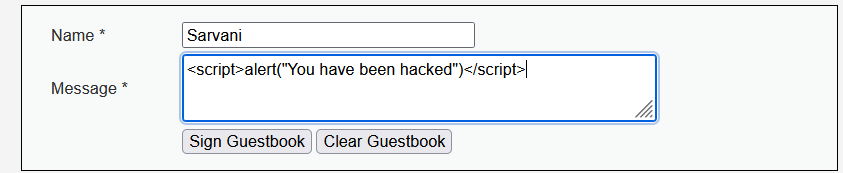 Name * Sarvani
Message * <script>alert("You have been hacked")</script>
Sign Guestbook Clear Guestbook